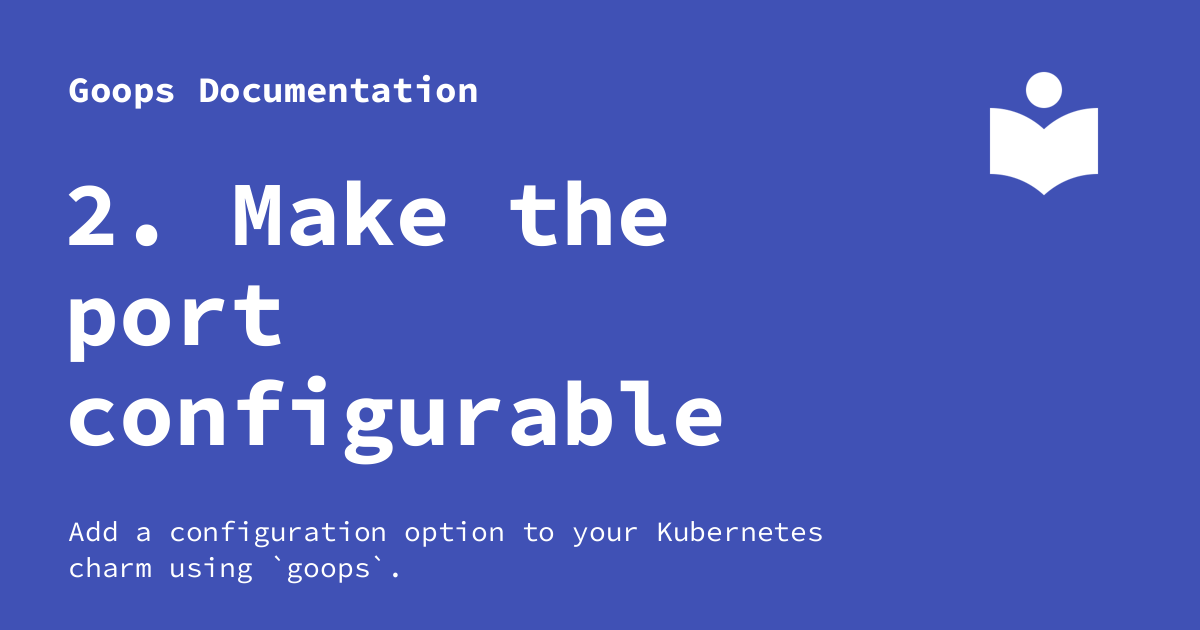 Goops Documentation
2. Make the
port
configurable
Add a configuration option to your Kubernetes
charm using `goops`.